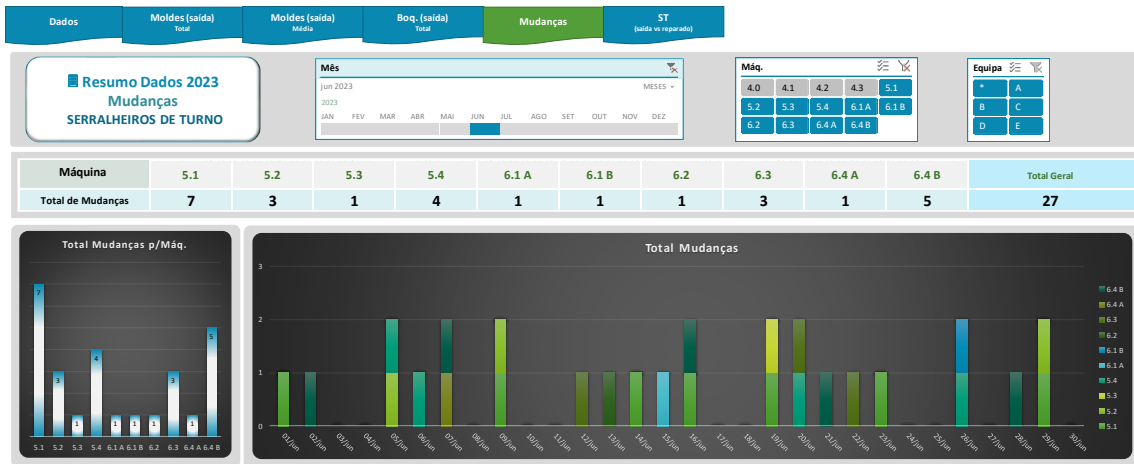 Dados
Moldes (saída)
Total
Moldes (saída)
Média
Boq. (saída)
Total
Mudanças
ST
(saída vs reparado)
Resumo Dados 2023
Mudanças
SERRALHEIROS DE TURNO
Mês
jun 2023 MESES
2023
JAN FEV MAR ABR MAI JUN JUL AGO SET OUT NOV DEZ
Máq.
4.0 4.1 4.2 4.3 5.1
5.2 5.3 5.4 6.1 A 6.1 B
6.2 6.3 6.4 A 6.4 B
Equipa
* A
B C
D E
Máquina 5.1 5.2 5.3 5.4 6.1 A 6.1 B 6.2 6.3 6.4 A 6.4 B Total Geral
Total de Mudanças 7 3 1 4 1 1 1 3 1 5 27
Total Mudanças p/Máq.
7 3 1 4 1 1 1 3 1 5
5.1 5.2 5.3 5.4 6.1 A 6.1 B 6.2 6.3 6.4 A 6.4 B
Total Mudanças
3
2
1
0
01/jun 02/jun 03/jun 04/jun 05/jun 06/jun 07/jun 08/jun 09/jun 10/jun 11/jun 12/jun 13/jun 14/jun 15/jun 16/jun 17/jun 18/jun 19/jun 20/jun 21/jun 22/jun 23/jun 24/jun 25/jun 26/jun 27/jun 28/jun 29/jun 30/jun
6.4 B
6.4 A
6.3
6.2
6.1 B
6.1 A
5.4
5.3
5.2
5.1